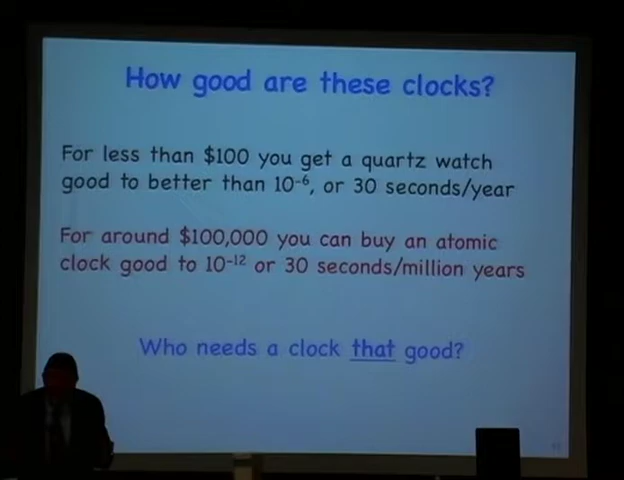 How good are these clocks?
For less than $100 you get a quartz watch
good to better than 10⁻⁶, or 30 seconds/year
For around $100,000 you can buy an atomic
clock good to 10⁻¹² or 30 seconds/million years
Who needs a clock that good?